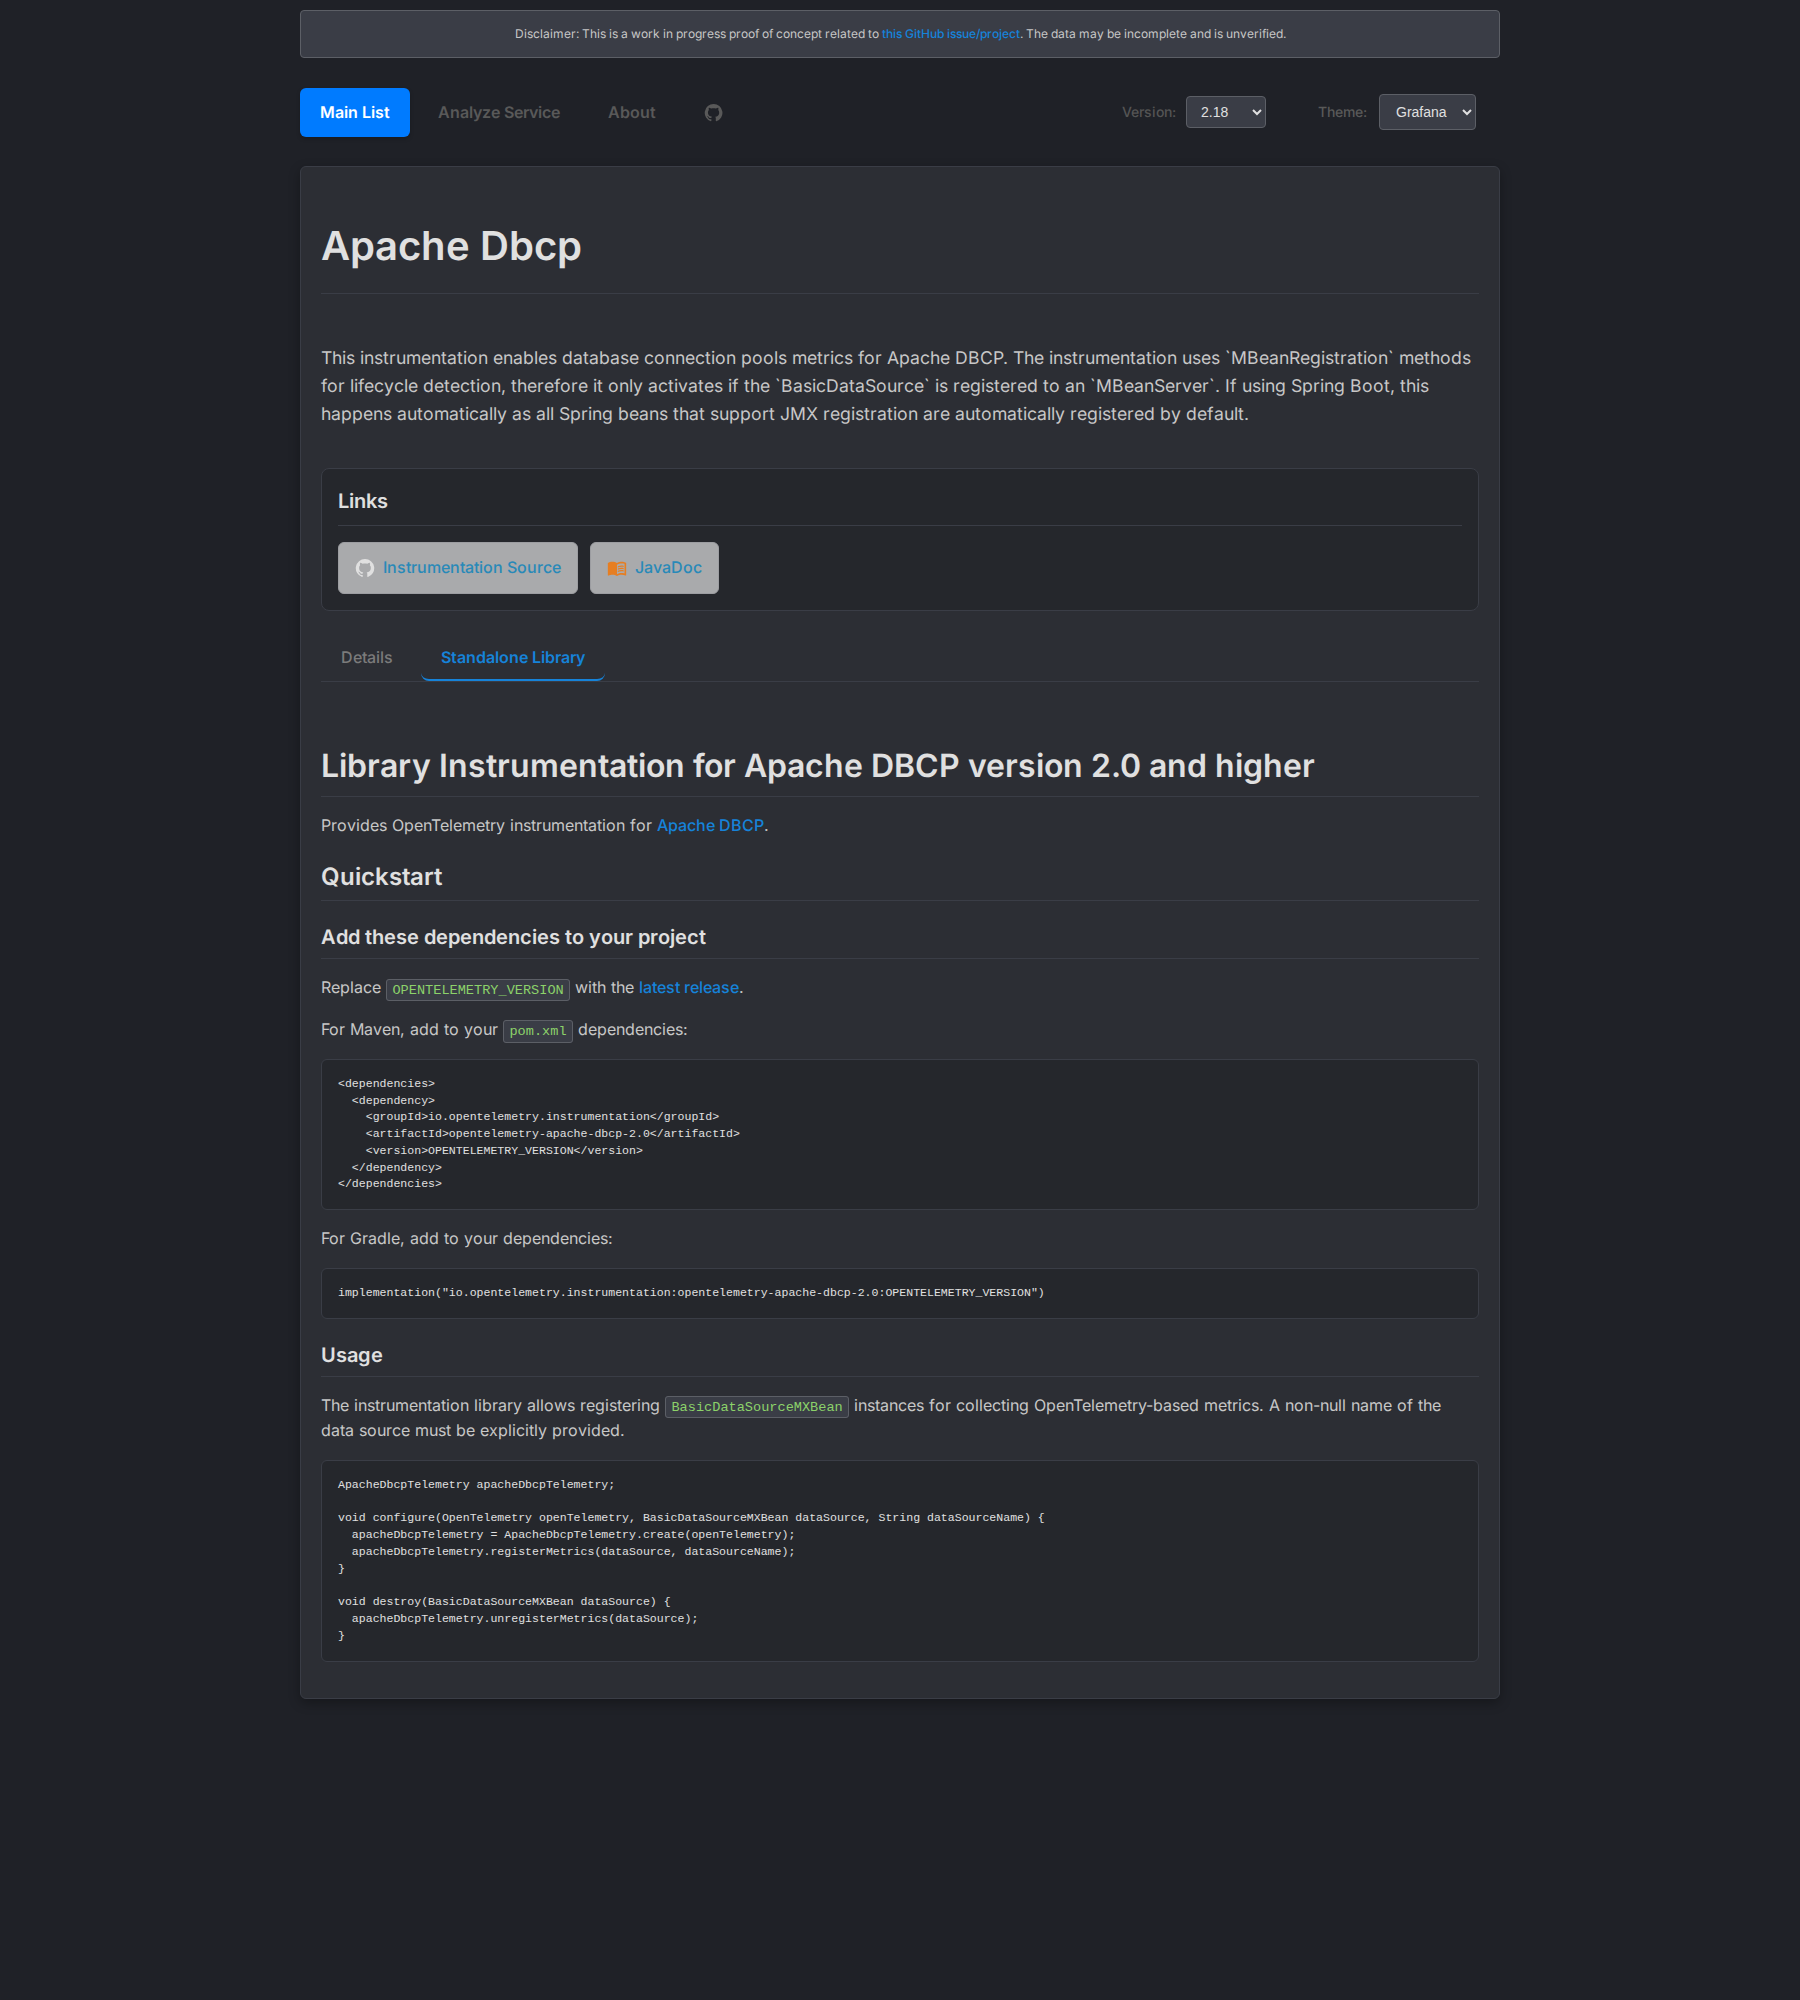 Disclaimer: This is a work in progress proof of concept related to this GitHub issue/project. The data may be incomplete and is unverified.
Main List
Analyze Service
About
Version:
2.18
Theme:
Grafana
Apache Dbcp
This instrumentation enables database connection pools metrics for Apache DBCP. The instrumentation uses `MBeanRegistration` methods
for lifecycle detection, therefore it only activates if the `BasicDataSource` is registered to an `MBeanServer`. If using Spring Boot, this
happens automatically as all Spring beans that support JMX registration are automatically registered by default.
Links
Instrumentation Source
JavaDoc
Details
Standalone Library
Library Instrumentation for Apache DBCP version 2.0 and higher
Provides OpenTelemetry instrumentation for Apache DBCP.
Quickstart
Add these dependencies to your project
Replace OPENTELEMETRY_VERSION with the latest release.
For Maven, add to your pom.xml dependencies:
<dependencies>
  <dependency>
    <groupId>io.opentelemetry.instrumentation</groupId>
    <artifactId>opentelemetry-apache-dbcp-2.0</artifactId>
    <version>OPENTELEMETRY_VERSION</version>
  </dependency>
</dependencies>
For Gradle, add to your dependencies:
implementation("io.opentelemetry.instrumentation:opentelemetry-apache-dbcp-2.0:OPENTELEMETRY_VERSION")
Usage
The instrumentation library allows registering BasicDataSourceMXBean instances for collecting OpenTelemetry-based metrics. A non-null name of the
data source must be explicitly provided.
ApacheDbcpTelemetry apacheDbcpTelemetry;
void configure(OpenTelemetry openTelemetry, BasicDataSourceMXBean dataSource, String dataSourceName) {
  apacheDbcpTelemetry = ApacheDbcpTelemetry.create(openTelemetry);
  apacheDbcpTelemetry.registerMetrics(dataSource, dataSourceName);
}
void destroy(BasicDataSourceMXBean dataSource) {
  apacheDbcpTelemetry.unregisterMetrics(dataSource);
}